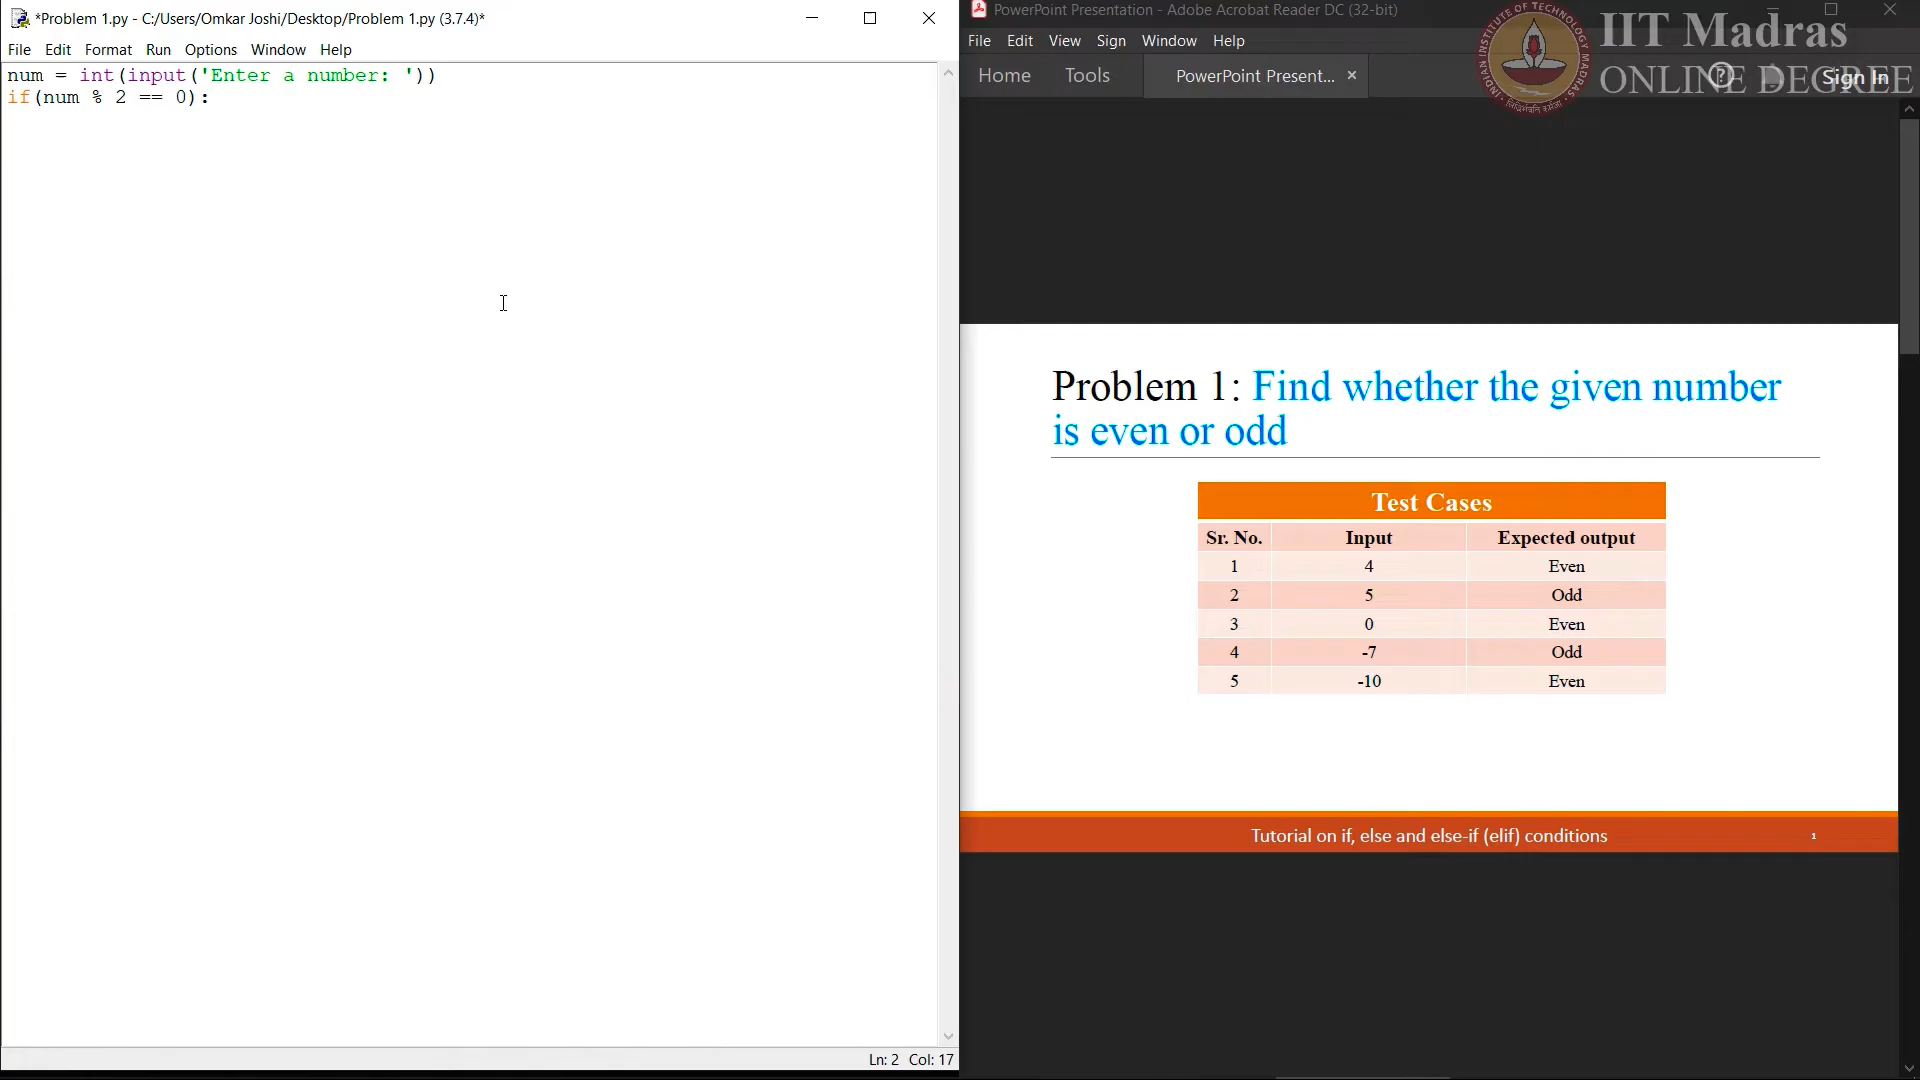 *Problem 1.py - C:/Users/Omkar Joshi/Desktop/Problem 1.py (3.7.4)*
File Edit Format Run Options Window Help
num = int(input('Enter a number: '))
if(num % 2 == 0):
Ln: 2 Col: 17
PowerPoint Presentation - Adobe Acrobat Reader DC (32-bit)
File Edit View Sign Window Help
Home Tools PowerPoint Present... × Sign In
IIT Madras
ONLINE DEGREE
INDIAN INSTITUTE OF TECHNOLOGY MADRAS
Problem 1: Find whether the given number
is even or odd
Test Cases
Sr. No. Input Expected output
1 4 Even
2 5 Odd
3 0 Even
4 -7 Odd
5 -10 Even
Tutorial on if, else and else-if (elif) conditions 1